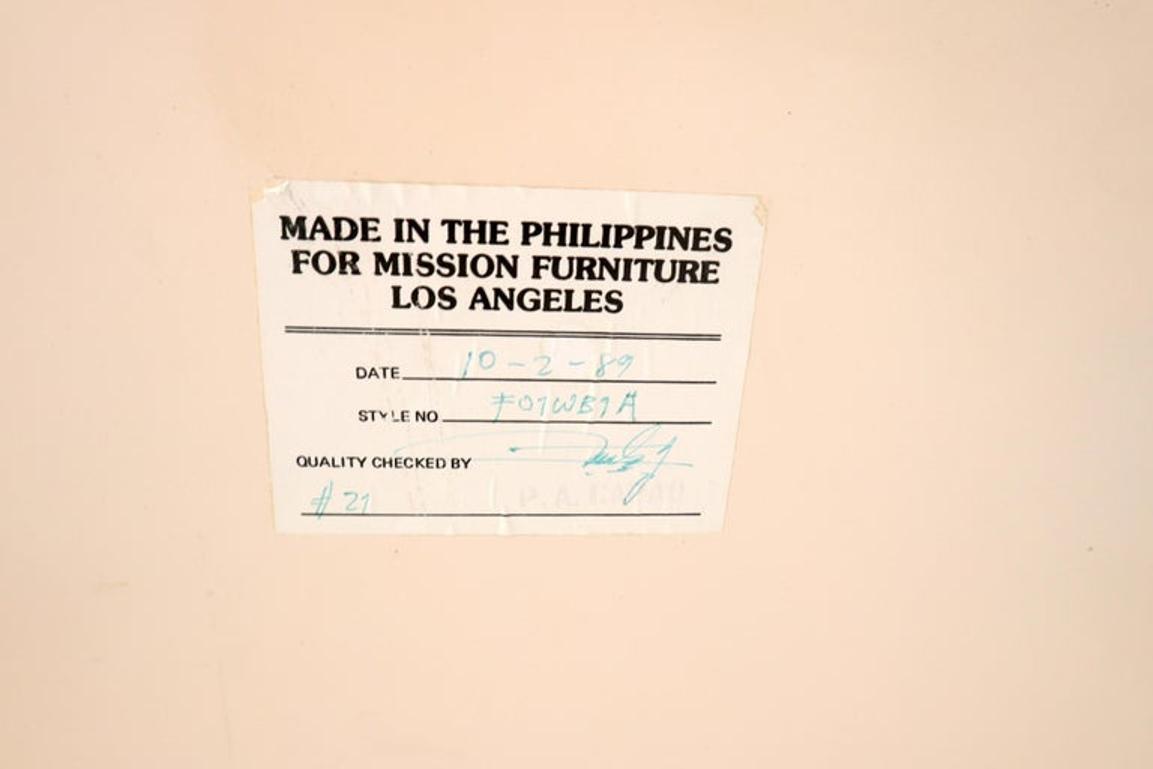 MADE IN THE PHILIPPINES
FOR MISSION FURNITURE
LOS ANGELES
DATE 10-2-89
STYLE NO F01WB1A
QUALITY CHECKED BY
#21